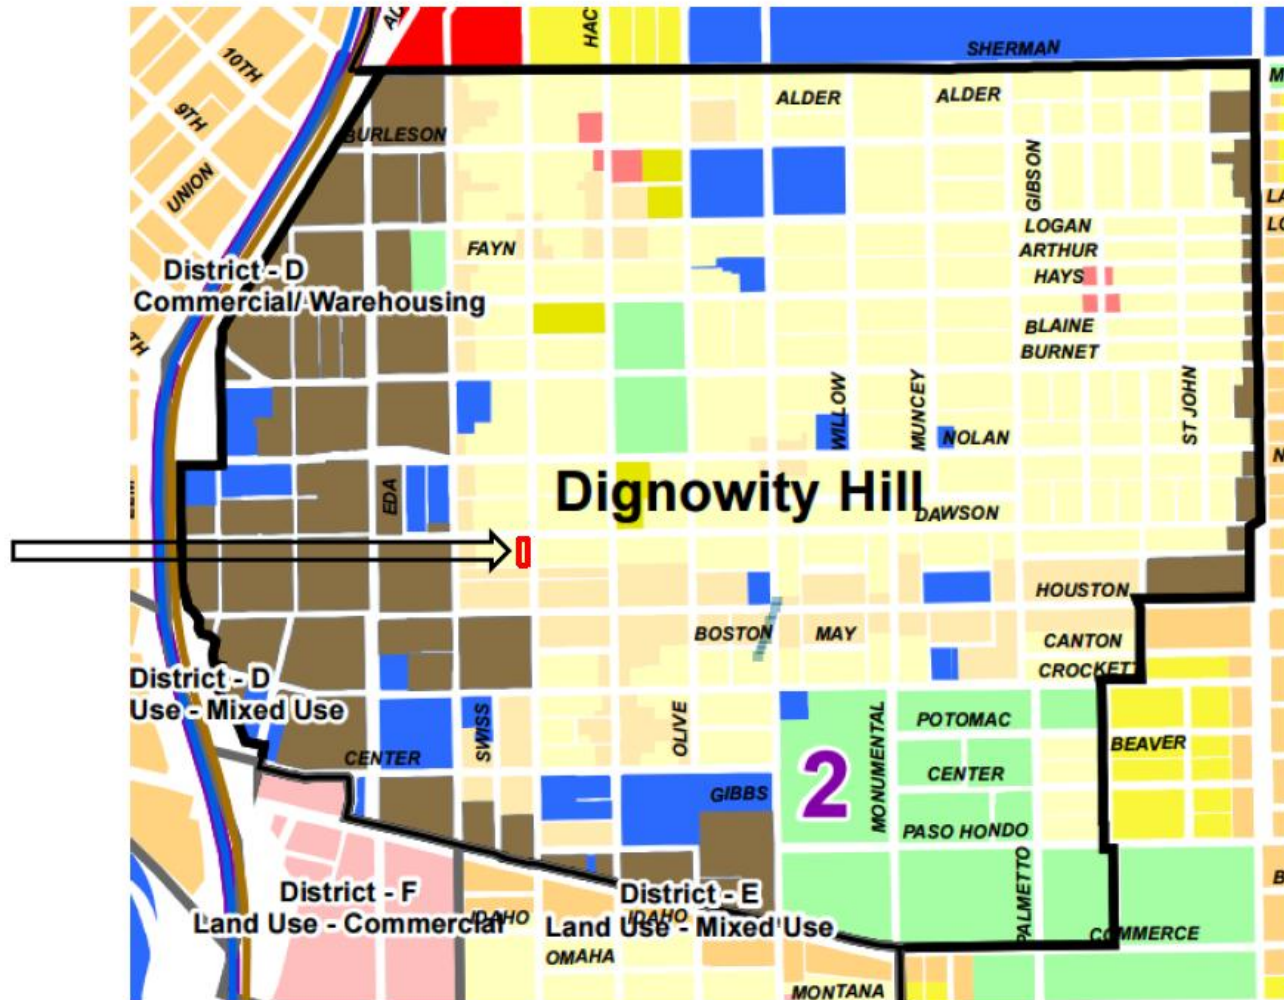 SHERMAN
10TH
9TH
UNION
ALDER
ALDER
BURLESON
GIBSON
LOGAN
FAYN
ARTHUR
District - D
HAYS
Commercial/ Warehousing
BLAINE
BURNET
WILLOW
MUNCEY
ST JOHN
NOLAN
EDA
Dignowity Hill
DAWSON
HOUSTON
BOSTON
MAY
CANTON
CROCKETT
District - D
Use - Mixed Use
SWISS
OLIVE
MONUMENTAL
POTOMAC
BEAVER
CENTER
CENTER
2
GIBBS
PASO HONDO
PALMETTO
District - F
District - E
Land Use - Commercial
IDAHO
Land Use - Mixed Use
IDAHO
COMMERCE
OMAHA
MONTANA